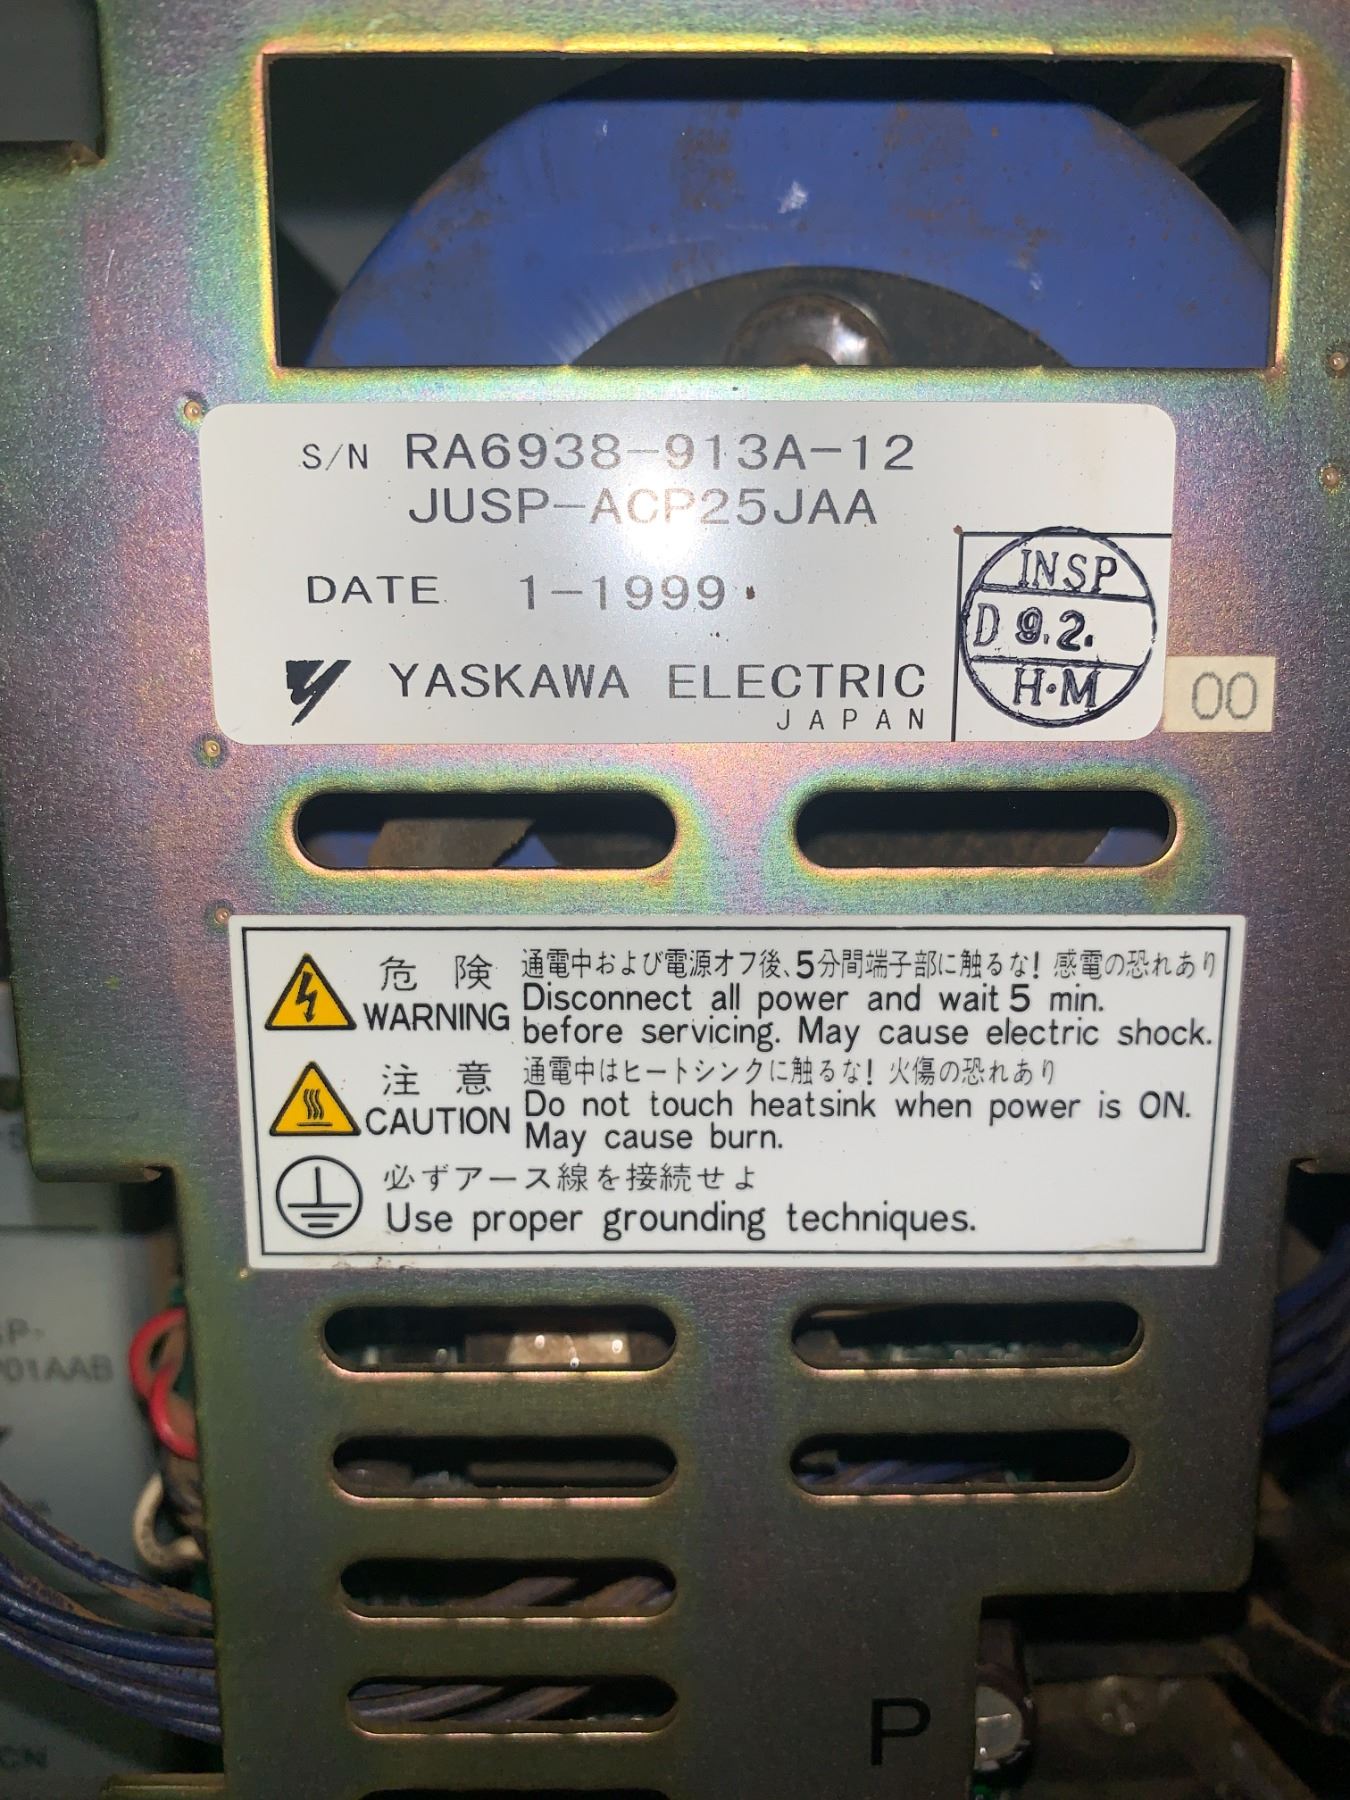 S/N RA6938-913A-12
JUSP-ACP25JAA
DATE 1-1999
YASKAWA ELECTRIC
JAPAN
INSP
D 9.2.
H・M
00
危険 通電中および電源オフ後、5分間端子部に触るな! 感電の恐れあり
WARNING Disconnect all power and wait 5 min.
before servicing. May cause electric shock.
注意 通電中はヒートシンクに触るな! 火傷の恐れあり
CAUTION Do not touch heatsink when power is ON.
May cause burn.
必ずアース線を接続せよ
Use proper grounding techniques.
SP-
P01AAB
P
CN